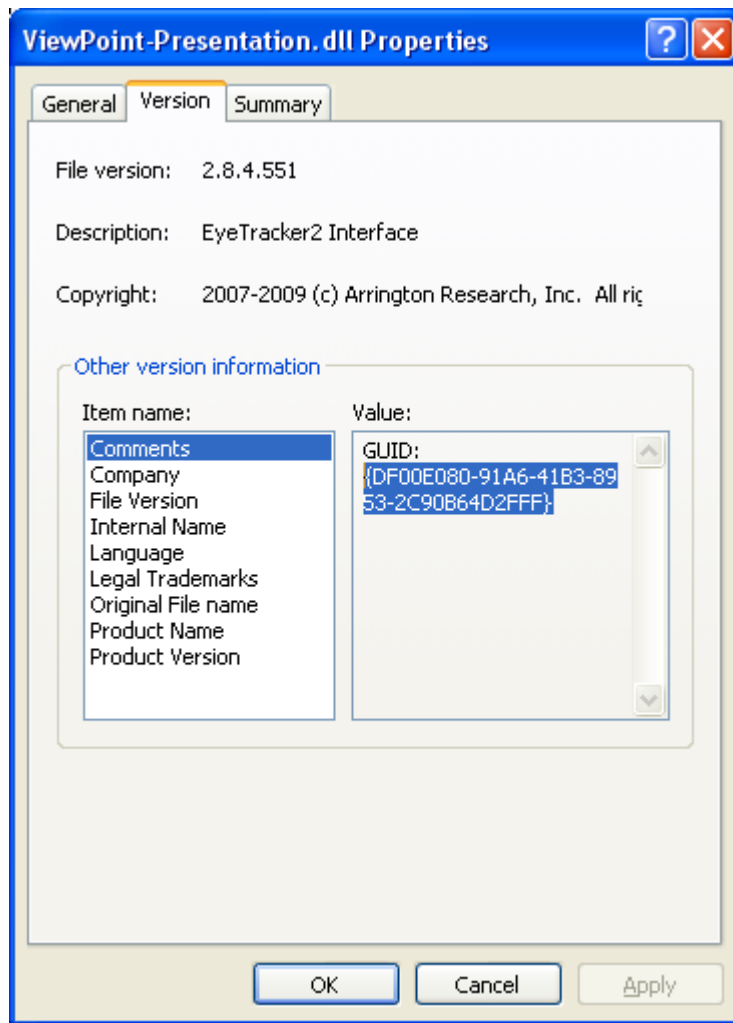 ViewPoint-Presentation.dll Properties
General Version Summary
File version: 2.8.4.551
Description: EyeTracker2 Interface
Copyright: 2007-2009 (c) Arrington Research, Inc. All rig
Other version information
Item name: Value:
Comments
Company
File Version
Internal Name
Language
Legal Trademarks
Original File name
Product Name
Product Version
GUID:
{DF00E080-91A6-41B3-89
53-2C90B64D2FFF}
OK Cancel Apply